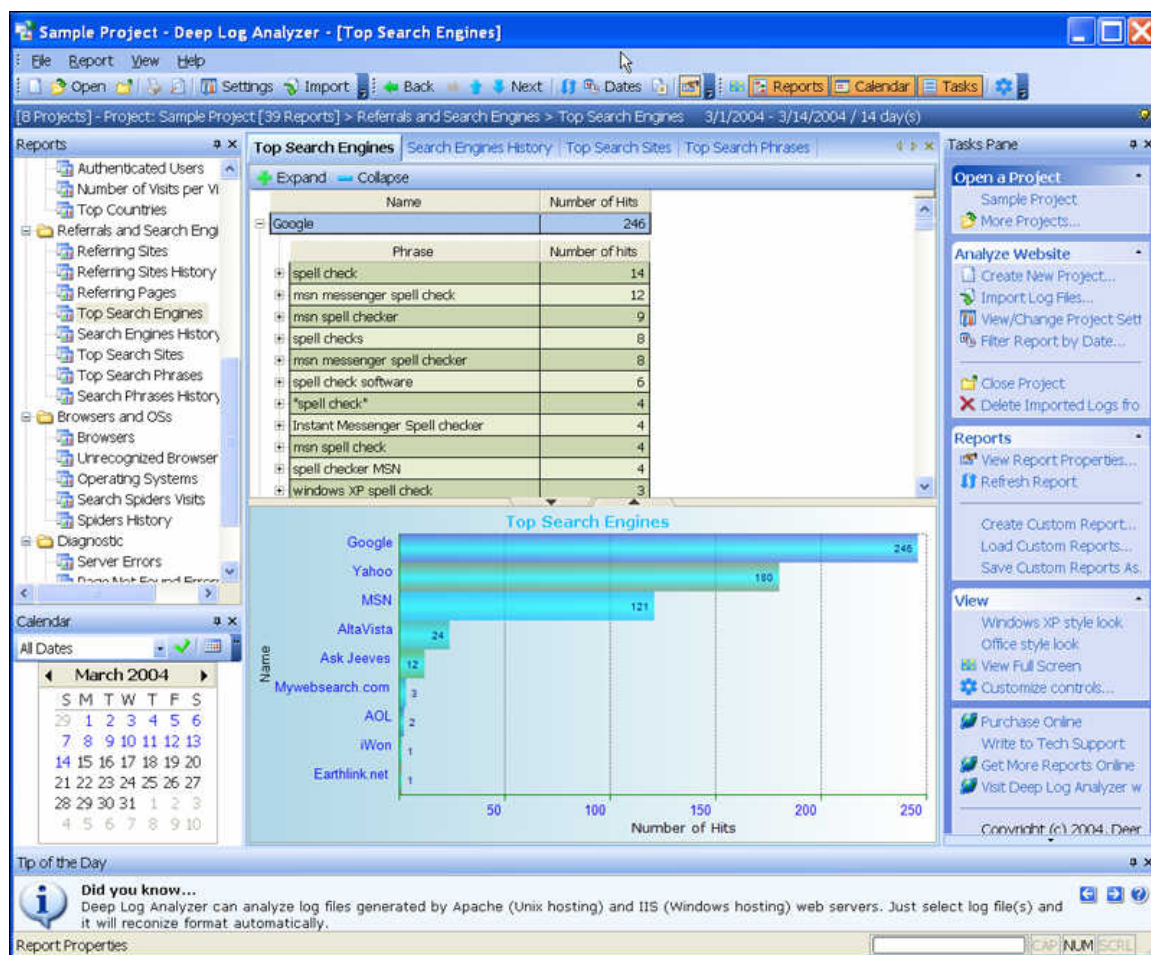 Sample Project - Deep Log Analyzer - [Top Search Engines]
File Report View Help
Open Settings Import Back Next Dates Reports Calendar Tasks
[8 Projects] - Project: Sample Project [39 Reports] > Referrals and Search Engines > Top Search Engines 3/1/2004 - 3/14/2004 / 14 day(s)
Reports
Authenticated Users
Number of Visits per Vi
Top Countries
Referrals and Search Engi
Referring Sites
Referring Sites History
Referring Pages
Top Search Engines
Search Engines History
Top Search Sites
Top Search Phrases
Search Phrases History
Browsers and OSs
Browsers
Unrecognized Browser
Operating Systems
Search Spiders Visits
Spiders History
Diagnostic
Server Errors
Page Not Found Errors
Calendar
All Dates
March 2004
S M T W T F S
29 1 2 3 4 5 6
7 8 9 10 11 12 13
14 15 16 17 18 19 20
21 22 23 24 25 26 27
28 29 30 31 1 2 3
4 5 6 7 8 9 10
Top Search Engines Search Engines History Top Search Sites Top Search Phrases
Expand Collapse
Name Number of Hits
Google 246
Phrase Number of hits
spell check 14
msn messenger spell check 12
msn spell checker 9
spell checks 8
msn messenger spell checker 8
spell check software 6
"spell check" 4
Instant Messenger Spell checker 4
msn spell check 4
spell checker MSN 4
windows XP spell check 3
Top Search Engines
Name
Google 246
Yahoo 180
MSN 121
AltaVista 24
Ask Jeeves 12
Mywebsearch.com 3
AOL 2
iWon 1
Earthlink.net 1
50 100 150 200 250
Number of Hits
Tasks Pane
Open a Project
Sample Project
More Projects...
Analyze Website
Create New Project...
Import Log Files...
View/Change Project Sett
Filter Report by Date...
Close Project
Delete Imported Logs fro
Reports
View Report Properties...
Refresh Report
Create Custom Report...
Load Custom Reports...
Save Custom Reports As.
View
Windows XP style look
Office style look
View Full Screen
Customize controls...
Purchase Online
Write to Tech Support
Get More Reports Online
Visit Deep Log Analyzer w
Copyright (c) 2004, Deep
Tip of the Day
Did you know...
Deep Log Analyzer can analyze log files generated by Apache (Unix hosting) and IIS (Windows hosting) web servers. Just select log file(s) and
it will reconize format automatically.
Report Properties
CAP NUM SCRL